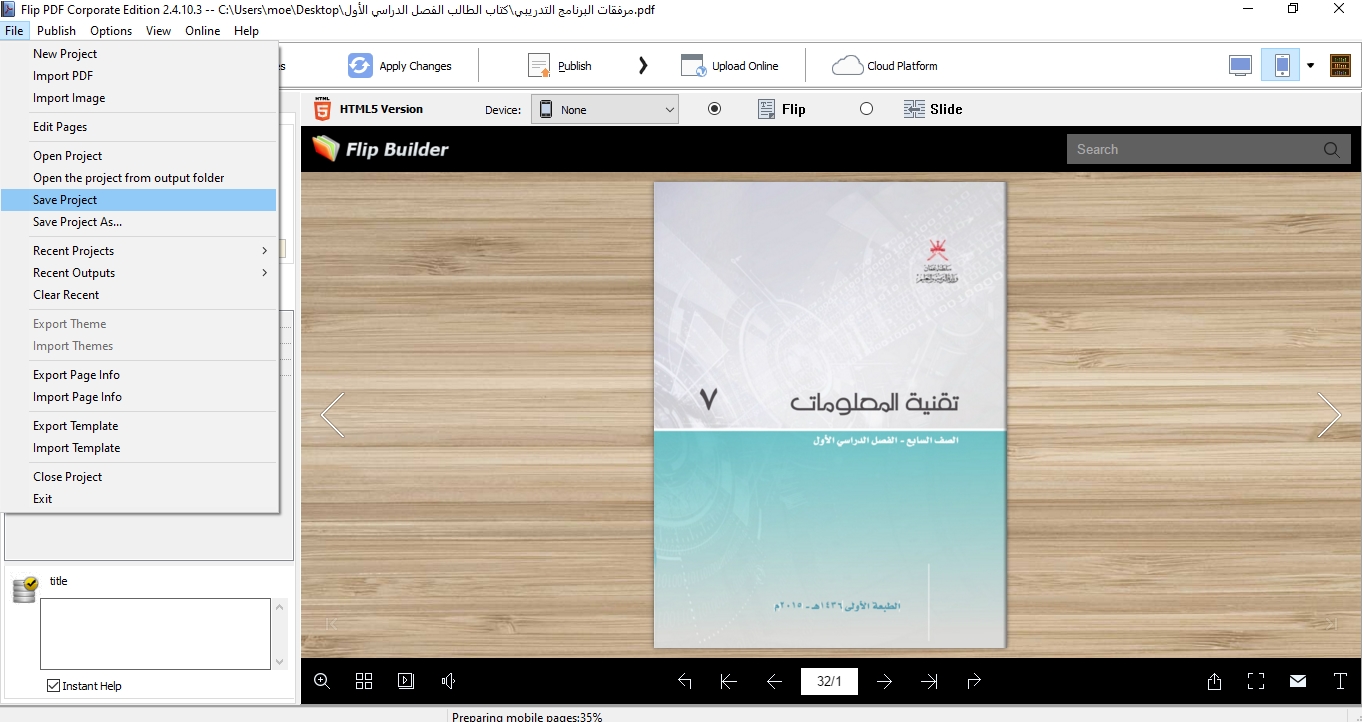 Flip PDF Corporate Edition 2.4.10.3 -- C:\Users\moe\Desktop\مرفقات البرنامج التدريبي\كتاب الطالب الفصل الدراسي الأول.pdf
File Publish Options View Online Help
New Project
Import PDF
Import Image
Edit Pages
Open Project
Open the project from output folder
Save Project
Save Project As...
Recent Projects
Recent Outputs
Clear Recent
Export Theme
Import Themes
Export Page Info
Import Page Info
Export Template
Import Template
Close Project
Exit
Apply Changes
Publish
Upload Online
Cloud Platform
HTML5 Version
Device: None
Flip
Slide
Flip Builder
Search
سلطنة عمان
وزارة التربية والتعليم
تقنية المعلومات ٧
الصف السابع - الفصل الدراسي الأول
الطبعة الأولى ١٤٣٦هـ - ٢٠١٥م
title
Instant Help
32/1
Preparing mobile pages:35%